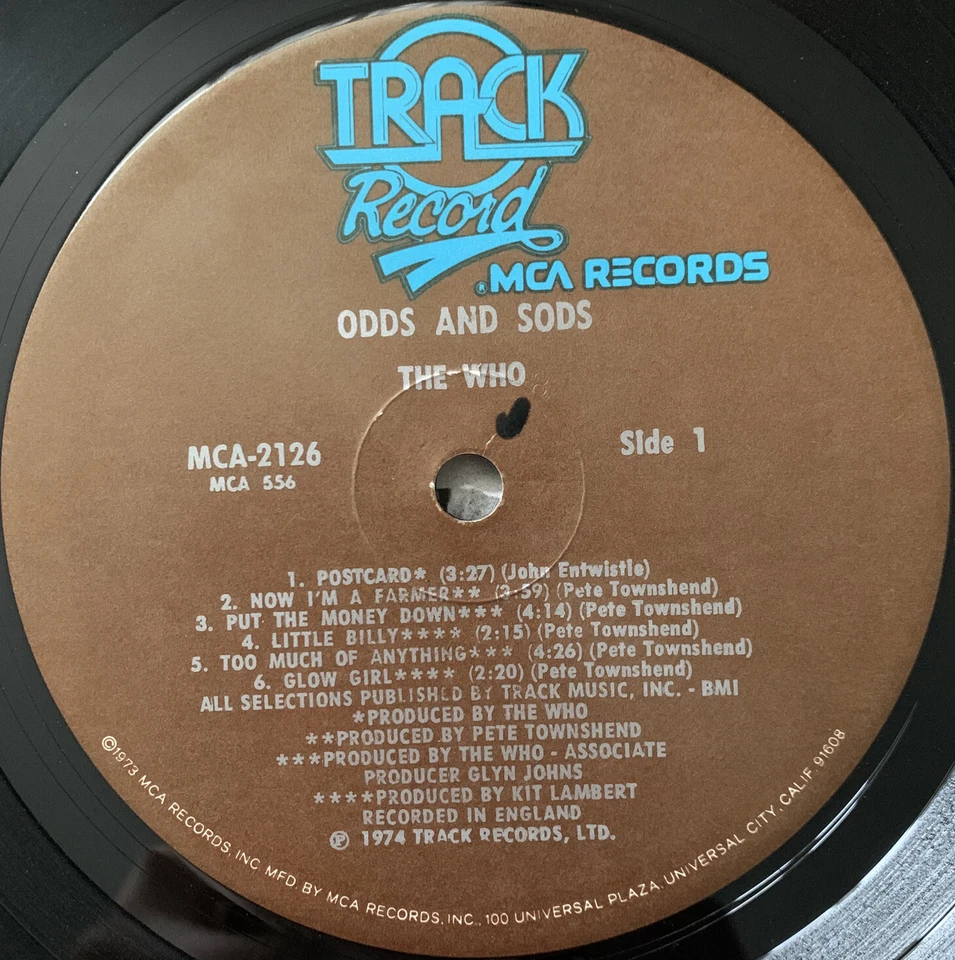 TRACK
Record
® MCA RECORDS
ODDS AND SODS
THE WHO
MCA-2126
MCA 556
Side 1
1. POSTCARD* (3:27) (John Entwistle)
2. NOW I'M A FARMER** (3:59) (Pete Townshend)
3. PUT THE MONEY DOWN*** (4:14) (Pete Townshend)
4. LITTLE BILLY**** (2:15) (Pete Townshend)
5. TOO MUCH OF ANYTHING*** (4:26) (Pete Townshend)
6. GLOW GIRL**** (2:20) (Pete Townshend)
ALL SELECTIONS PUBLISHED BY TRACK MUSIC, INC. - BMI
*PRODUCED BY THE WHO
**PRODUCED BY PETE TOWNSHEND
***PRODUCED BY THE WHO - ASSOCIATE
PRODUCER GLYN JOHNS
****PRODUCED BY KIT LAMBERT
RECORDED IN ENGLAND
℗ 1974 TRACK RECORDS, LTD.
©1973 MCA RECORDS, INC MFD. BY MCA RECORDS, INC., 100 UNIVERSAL PLAZA, UNIVERSAL CITY, CALIF. 91608